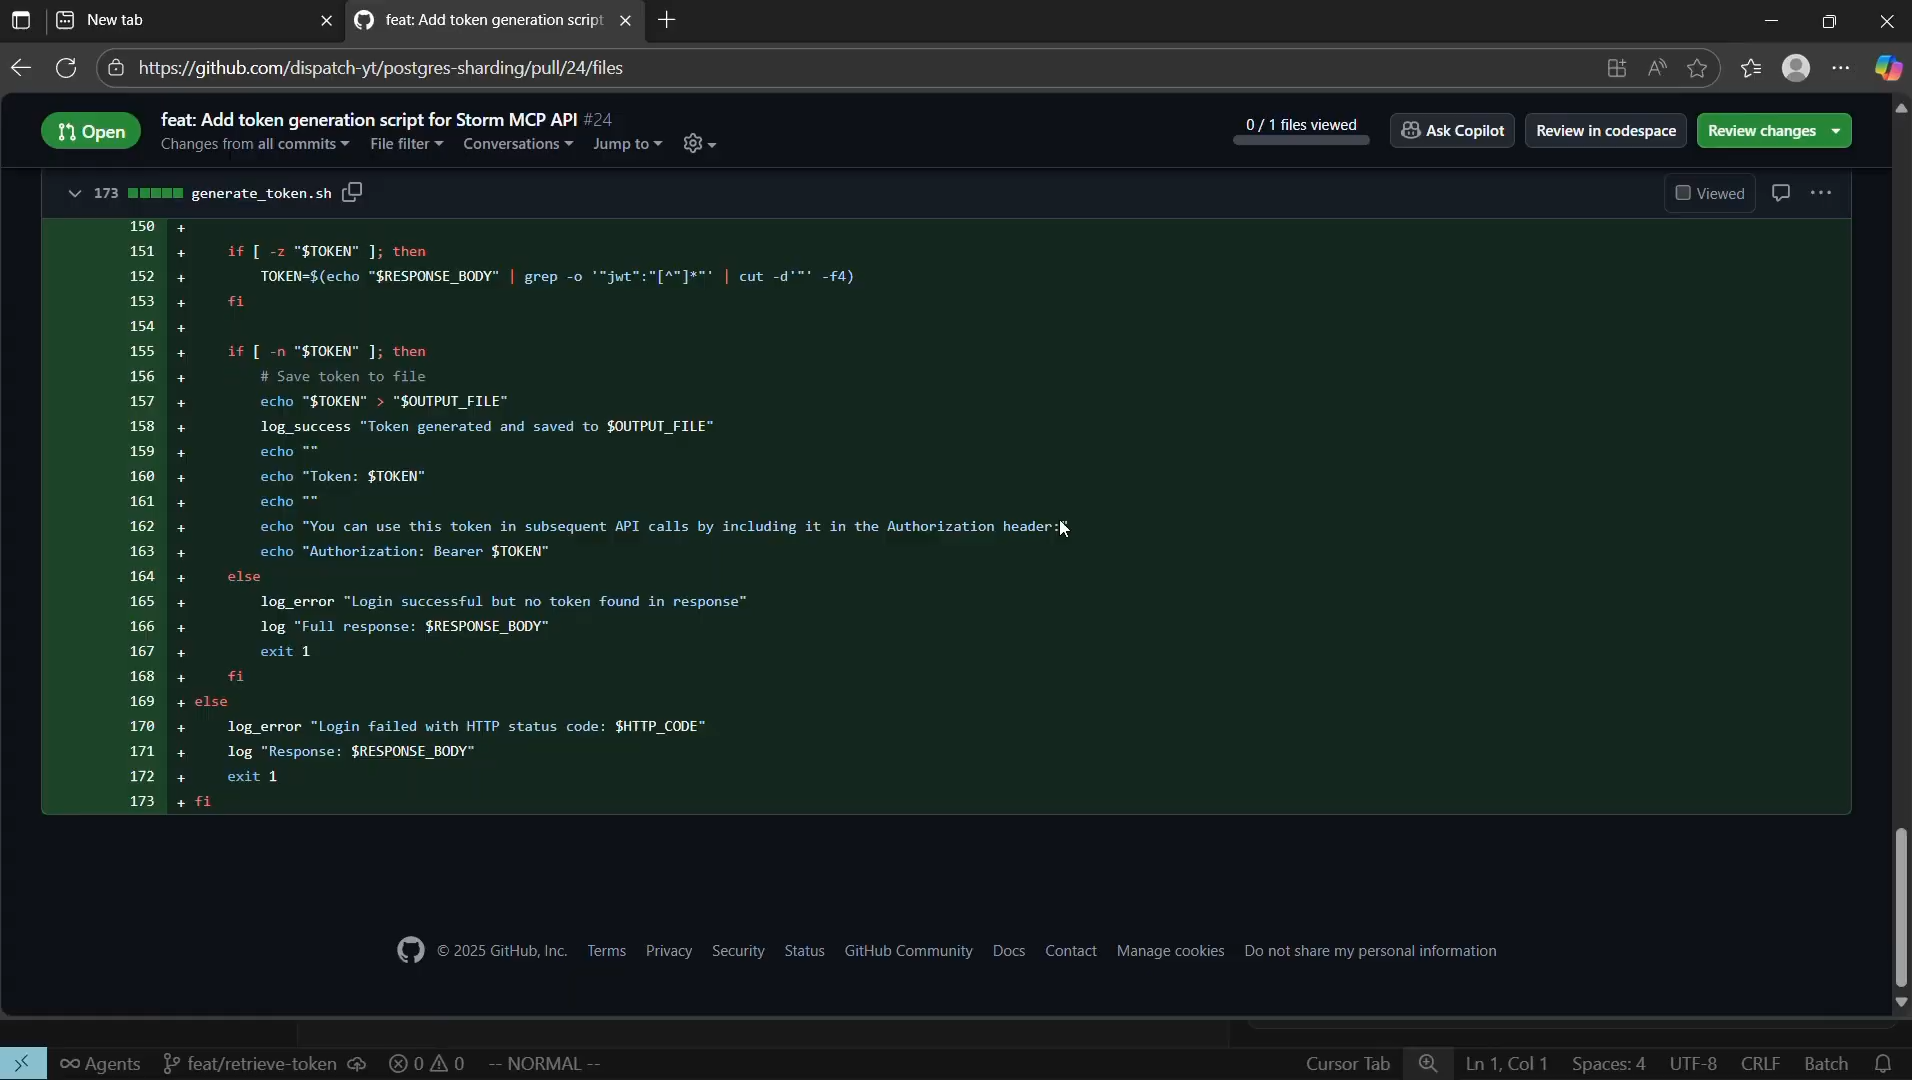 New tab
feat: Add token generation script
https://github.com/dispatch-yt/postgres-sharding/pull/24/files
Open
feat: Add token generation script for Storm MCP API #24
Changes from all commits
File filter
Conversations
Jump to
0 / 1 files viewed
Ask Copilot
Review in codespace
Review changes
173
generate_token.sh
Viewed
150 +
151 + if [ -z "$TOKEN" ]; then
152 + TOKEN=$(echo "$RESPONSE_BODY" | grep -o '"jwt":"[^"]*"' | cut -d'"' -f4)
153 + fi
154 +
155 + if [ -n "$TOKEN" ]; then
156 + # Save token to file
157 + echo "$TOKEN" > "$OUTPUT_FILE"
158 + log_success "Token generated and saved to $OUTPUT_FILE"
159 + echo ""
160 + echo "Token: $TOKEN"
161 + echo ""
162 + echo "You can use this token in subsequent API calls by including it in the Authorization header:"
163 + echo "Authorization: Bearer $TOKEN"
164 + else
165 + log_error "Login successful but no token found in response"
166 + log "Full response: $RESPONSE_BODY"
167 + exit 1
168 + fi
169 + else
170 + log_error "Login failed with HTTP status code: $HTTP_CODE"
171 + log "Response: $RESPONSE_BODY"
172 + exit 1
173 + fi
© 2025 GitHub, Inc. Terms Privacy Security Status GitHub Community Docs Contact Manage cookies Do not share my personal information
Agents feat/retrieve-token 0 0 -- NORMAL -- Cursor Tab Ln 1, Col 1 Spaces: 4 UTF-8 CRLF Batch